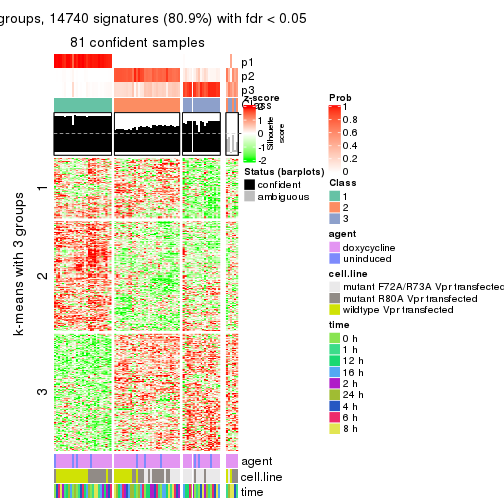 groups, 14740 signatures (80.9%) with fdr < 0.05
81 confident samples
p1
p2
p3
Class
z-score
2
1
0
-1
-2
Silhouette
score
Prob
1
0.8
0.6
0.4
0.2
0
Status (barplots)
confident
ambiguous
Class
1
2
3
agent
doxycycline
uninduced
cell.line
mutant F72A/R73A Vpr transfected
mutant R80A Vpr transfected
wildtype Vpr transfected
time
0 h
1 h
12 h
16 h
2 h
24 h
4 h
6 h
8 h
k-means with 3 groups
1
2
3
agent
cell.line
time